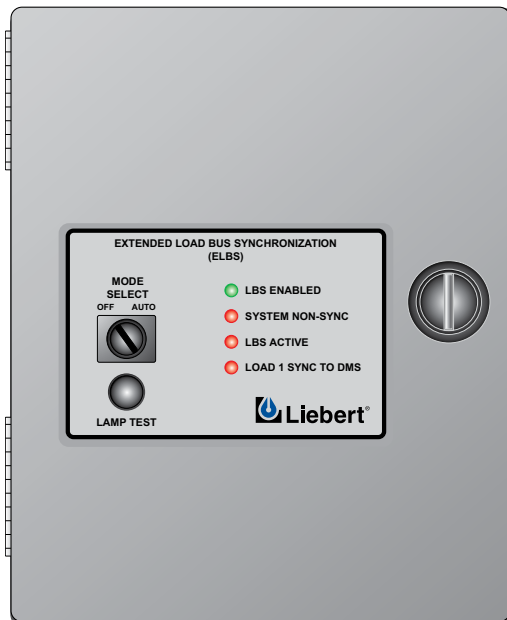 EXTENDED LOAD BUS SYNCHRONIZATION
(ELBS)
MODE
SELECT
OFF AUTO
LAMP TEST
LBS ENABLED
SYSTEM NON-SYNC
LBS ACTIVE
LOAD 1 SYNC TO DMS
Liebert®